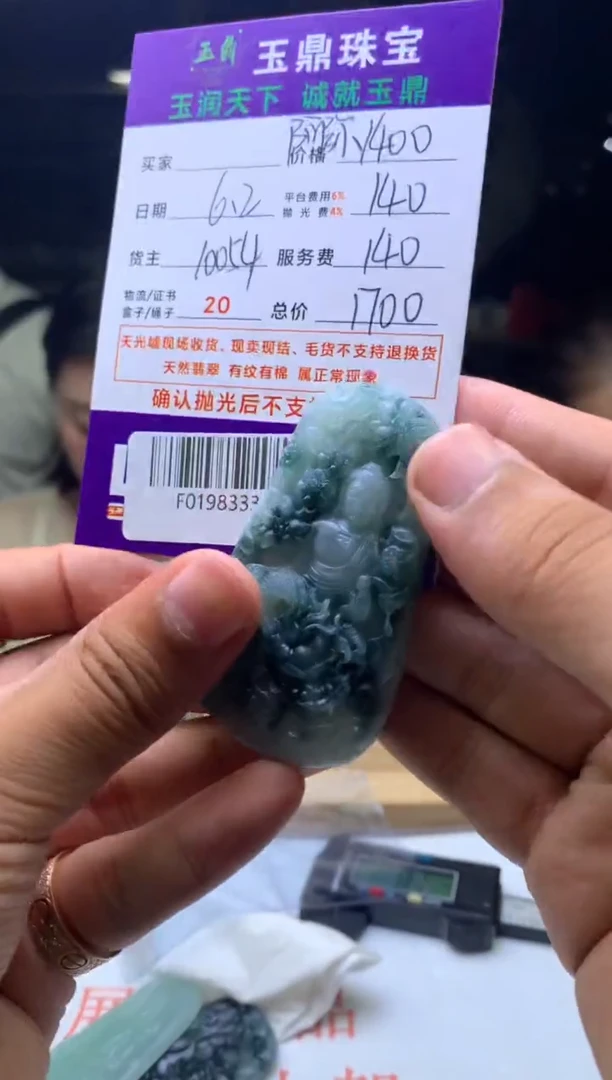 玉鼎 玉鼎珠宝
玉润天下 诚就玉鼎
买家 价格 1400
日期 6.2 平台费用6% 抛光费4% 140
货主 10054 服务费 140
物流/证书 盒子/绳子 20 总价 1700
天光墟现场收货、现卖现结、毛货不支持退换货
天然翡翠 有纹有棉 属正常现象
确认抛光后不支
F0198333
品